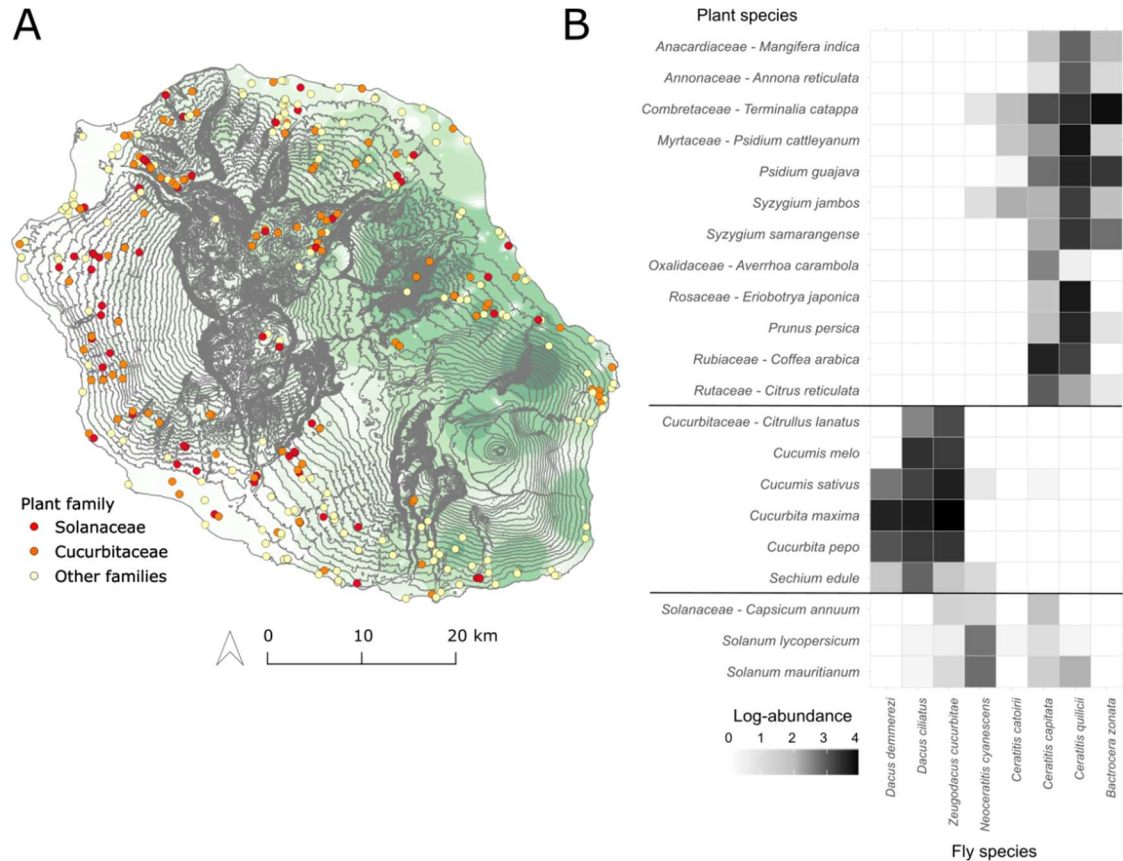 A
B
Plant species
Anacardiaceae - Mangifera indica
Annonaceae - Annona reticulata
Combretaceae - Terminalia catappa
Myrtaceae - Psidium cattleyanum
Psidium guajava
Syzygium jambos
Syzygium samarangense
Oxalidaceae - Averrhoa carambola
Rosaceae - Eriobotrya japonica
Prunus persica
Rubiaceae - Coffea arabica
Rutaceae - Citrus reticulata
Cucurbitaceae - Citrullus lanatus
Cucumis melo
Cucumis sativus
Cucurbita maxima
Cucurbita pepo
Sechium edule
Solanaceae - Capsicum annuum
Solanum lycopersicum
Solanum mauritianum
Plant family
Solanaceae
Cucurbitaceae
Other families
0 10 20 km
Log-abundance
0 1 2 3 4
Dacus demmerezi
Dacus ciliatus
Zeugodacus cucurbitae
Neoceratitis cyanescens
Ceratitis catoirii
Ceratitis capitata
Ceratitis quilicii
Bactrocera zonata
Fly species